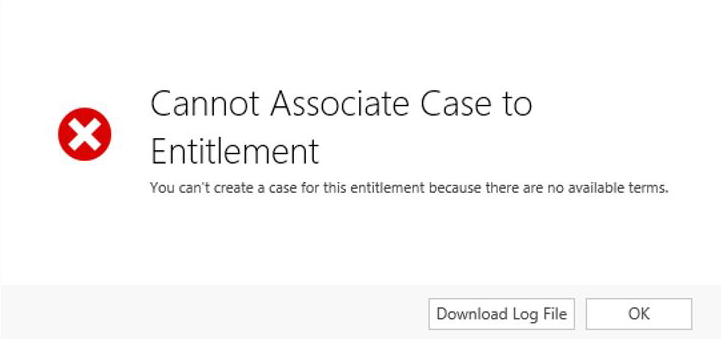 Cannot Associate Case to
Entitlement
You can't create a case for this entitlement because there are no available terms.
Download Log File
OK